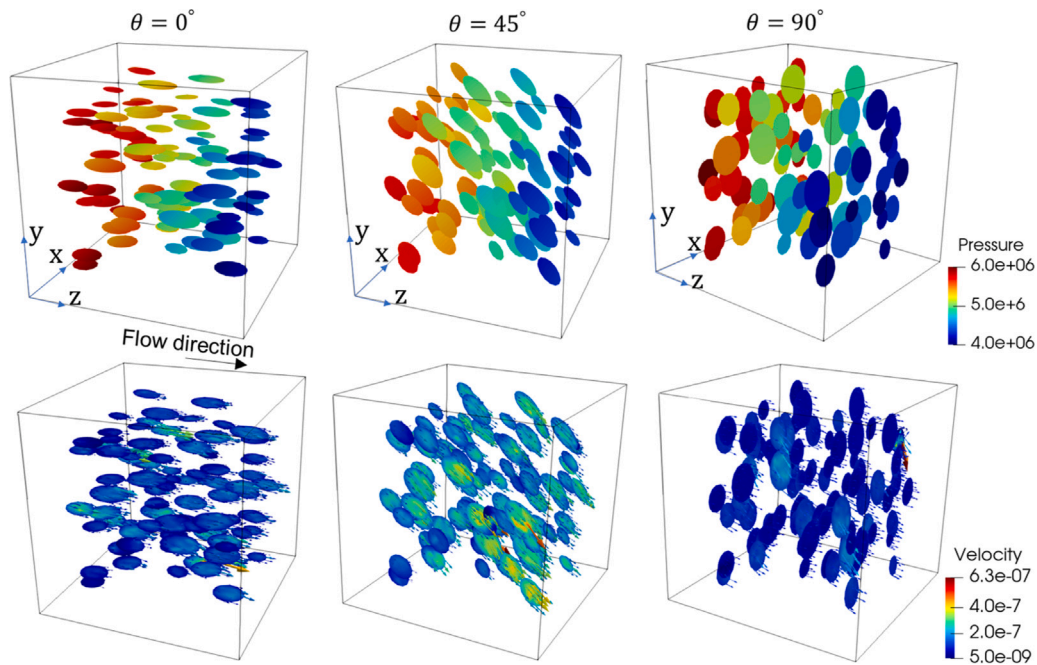 θ = 0° θ = 45° θ = 90°
y x z y x z y x z
Pressure
6.0e+06
5.0e+6
4.0e+06
Flow direction
Velocity
6.3e-07
4.0e-7
2.0e-7
5.0e-09